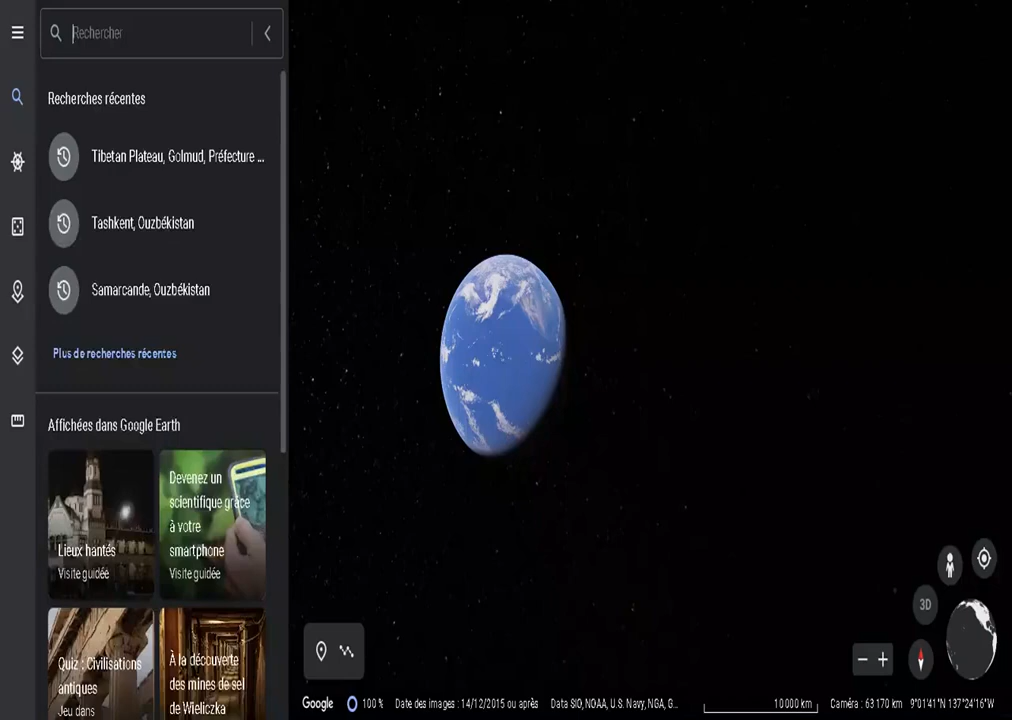 Rechercher
Recherches récentes
Tibetan Plateau, Golmud, Préfecture ...
Tashkent, Ouzbékistan
Samarcande, Ouzbékistan
Plus de recherches récentes
Affichées dans Google Earth
Lieux hantés
Visite guidée
Devenez un
scientifique grâce
à votre
smartphone
Visite guidée
Quiz : Civilisations
antiques
Jeu dans
À la découverte
des mines de sel
de Wieliczka
3D
Google
100 %
Date des images : 14/12/2015 ou après
Data SIO, NOAA, U.S. Navy, NGA, G...
10 000 km
Caméra : 63 170 km
9°01'41"N 137°24'16"W